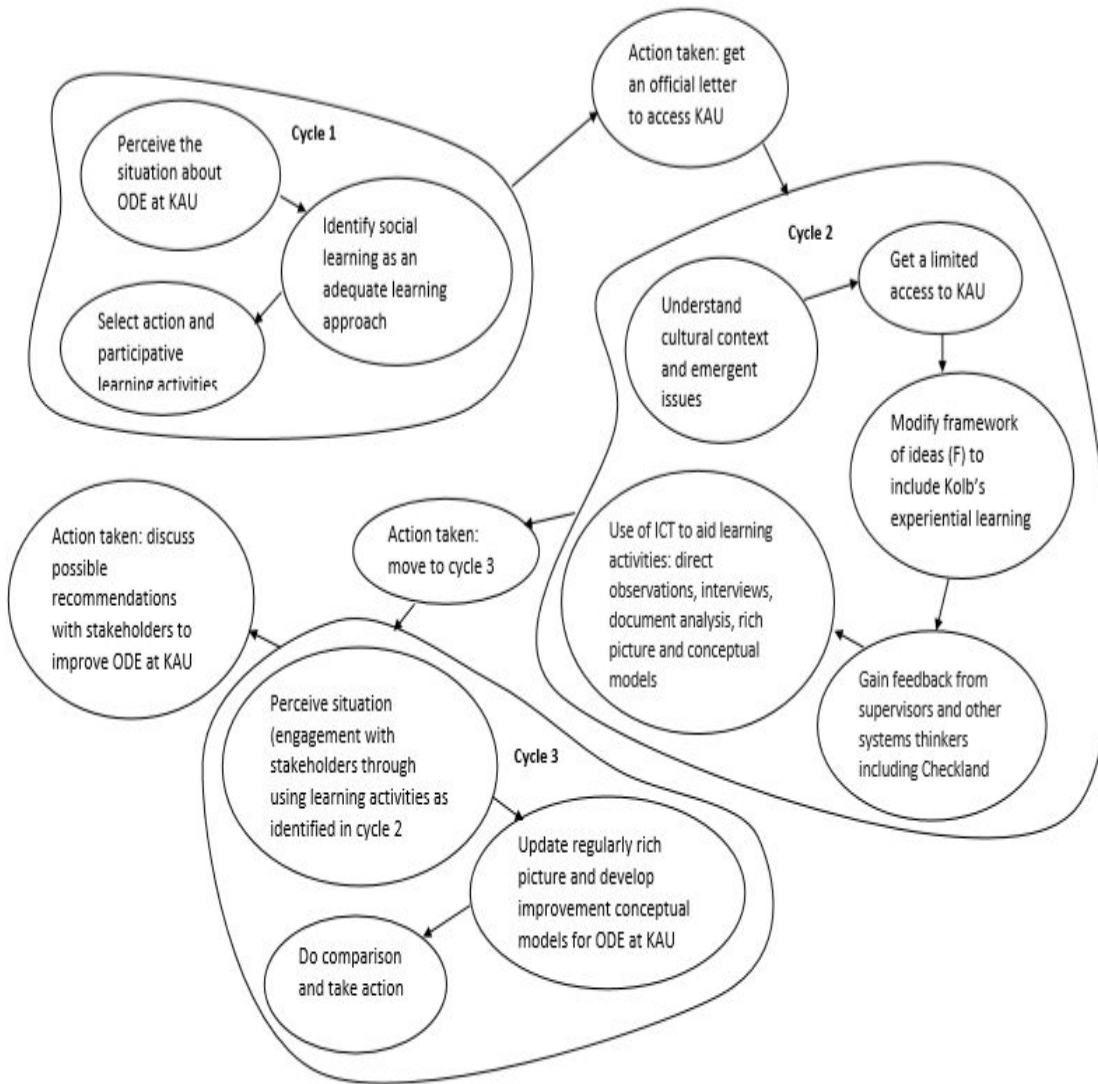 Cycle 1
Perceive the
situation about
ODE at KAU
Identify social
learning as an
adequate learning
approach
Select action and
participative
learning activities
Action taken: get
an official letter
to access KAU
Cycle 2
Understand
cultural context
and emergent
issues
Get a limited
access to KAU
Modify framework
of ideas (F) to
include Kolb's
experiential learning
Gain feedback from
supervisors and other
systems thinkers
including Checkland
Use of ICT to aid learning
activities: direct
observations, interviews,
document analysis, rich
picture and conceptual
models
Action taken:
move to cycle 3
Cycle 3
Perceive situation
(engagement with
stakeholders through
using learning activities as
identified in cycle 2
Update regularly rich
picture and develop
improvement conceptual
models for ODE at KAU
Do comparison
and take action
Action taken: discuss
possible
recommendations
with stakeholders to
improve ODE at KAU